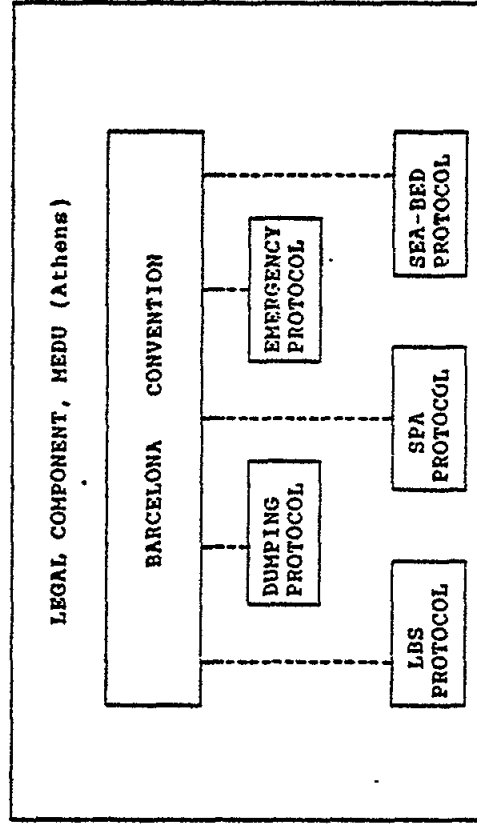 LEGAL COMPONENT, MEDU (Athens)
BARCELONA CONVENTION
DUMPING
PROTOCOL
EMERGENCY
PROTOCOL
LBS
PROTOCOL
SPA
PROTOCOL
SEA-BED
PROTOCOL